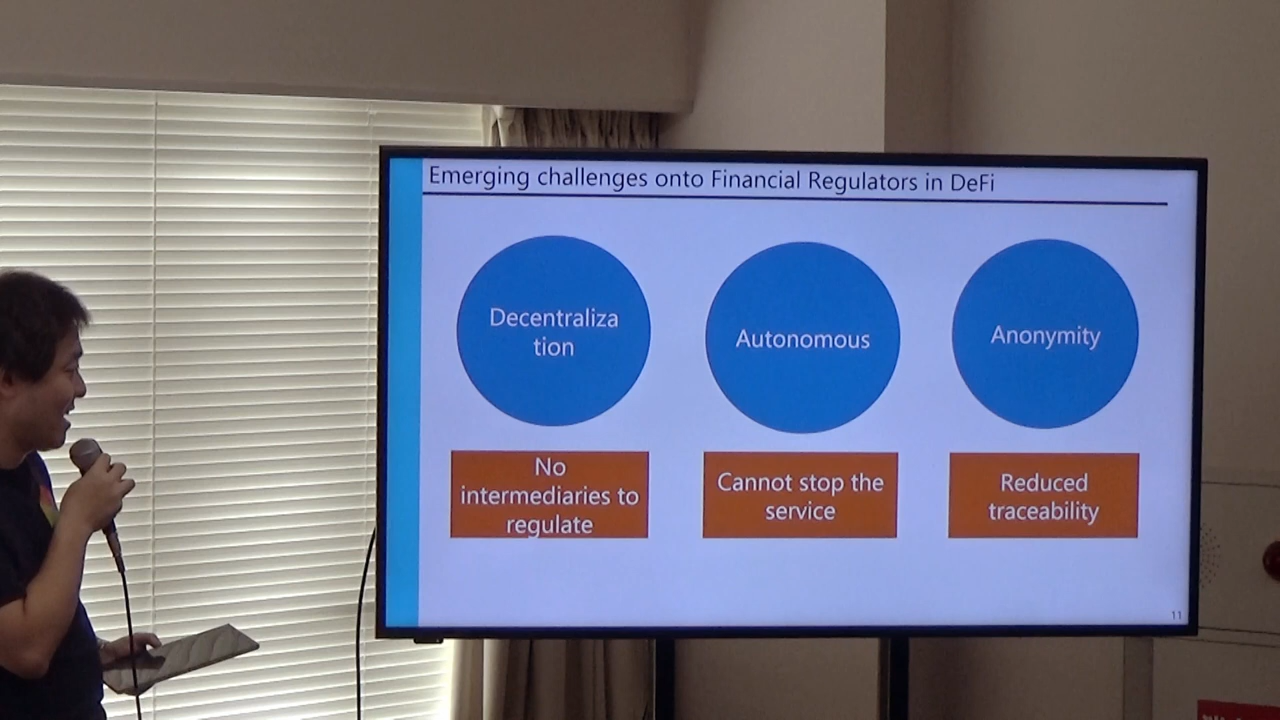 Emerging challenges onto Financial Regulators in DeFi
Decentraliza
tion
Autonomous
Anonymity
No
intermediaries to
regulate
Cannot stop the
service
Reduced
traceability
11